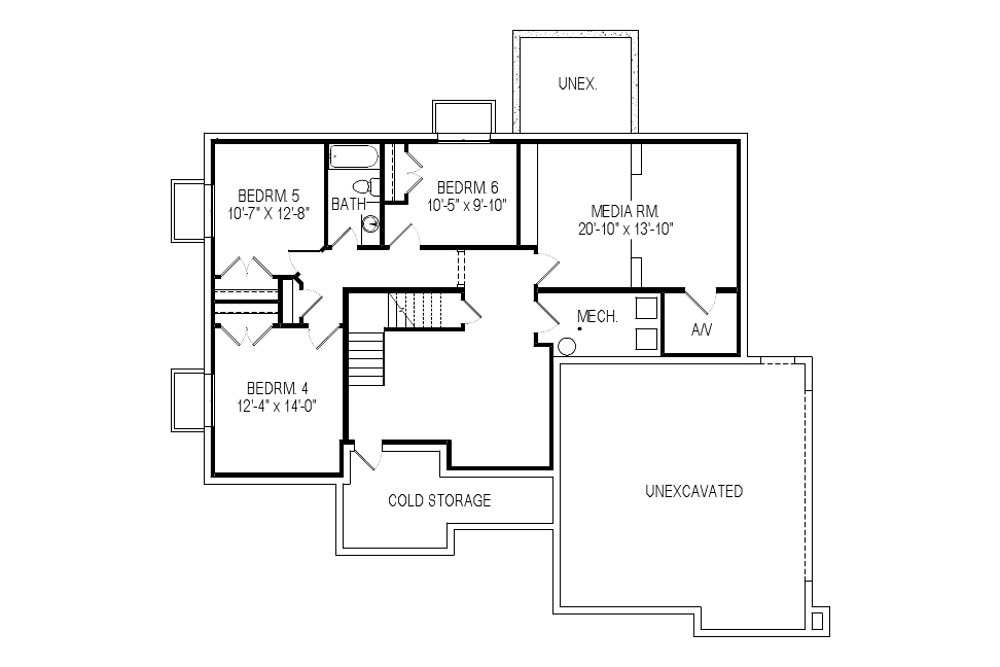 UNEX.
BEDRM. 5
10'-7" X 12'-8"
BATH
BEDRM. 6
10'-5" x 9'-10"
MEDIA RM.
20'-10" x 13'-10"
MECH.
A/V
BEDRM. 4
12'-4" x 14'-0"
COLD STORAGE
UNEXCAVATED